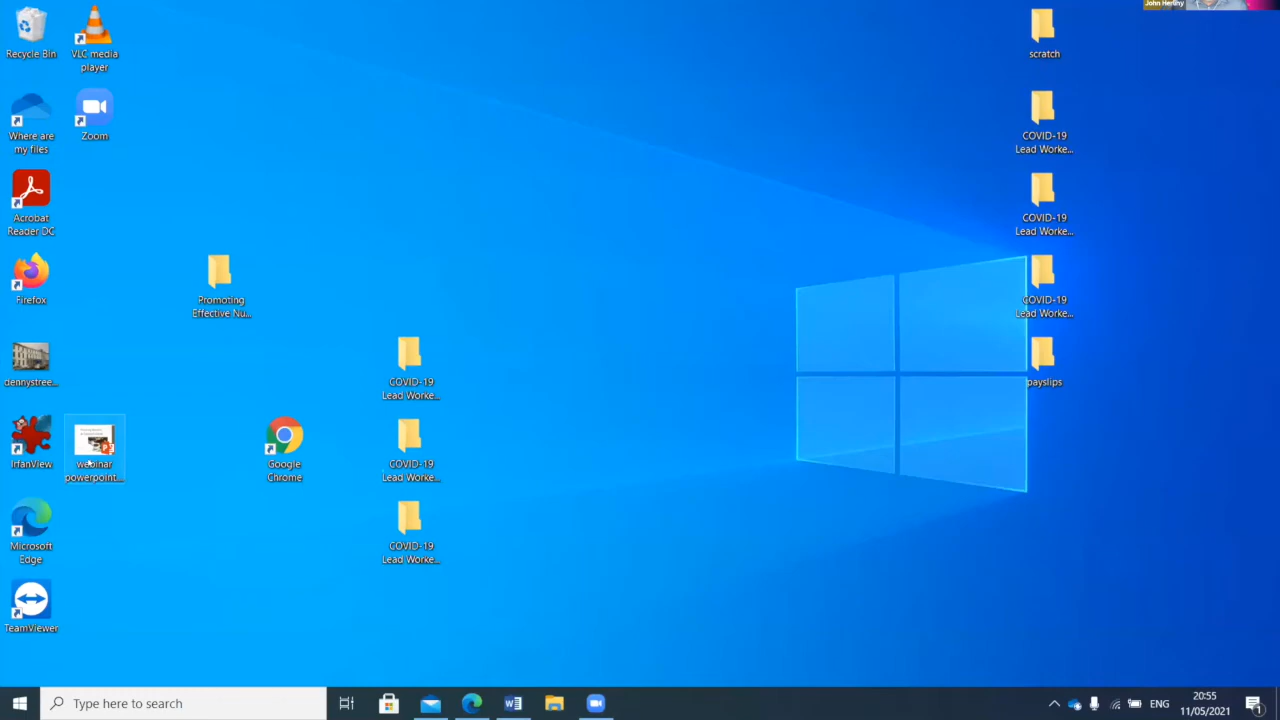 John Herlihy
Recycle Bin
VLC media
player
scratch
Where are
my files
Zoom
COVID-19
Lead Worke...
Acrobat
Reader DC
COVID-19
Lead Worke...
Firefox
Promoting
Effective Nu...
COVID-19
Lead Worke...
dennystree...
COVID-19
Lead Worke...
payslips
IrfanView
webinar
powerpoint...
Google
Chrome
COVID-19
Lead Worke...
Microsoft
Edge
COVID-19
Lead Worke...
TeamViewer
Type here to search
ENG
20:55
11/05/2021
1